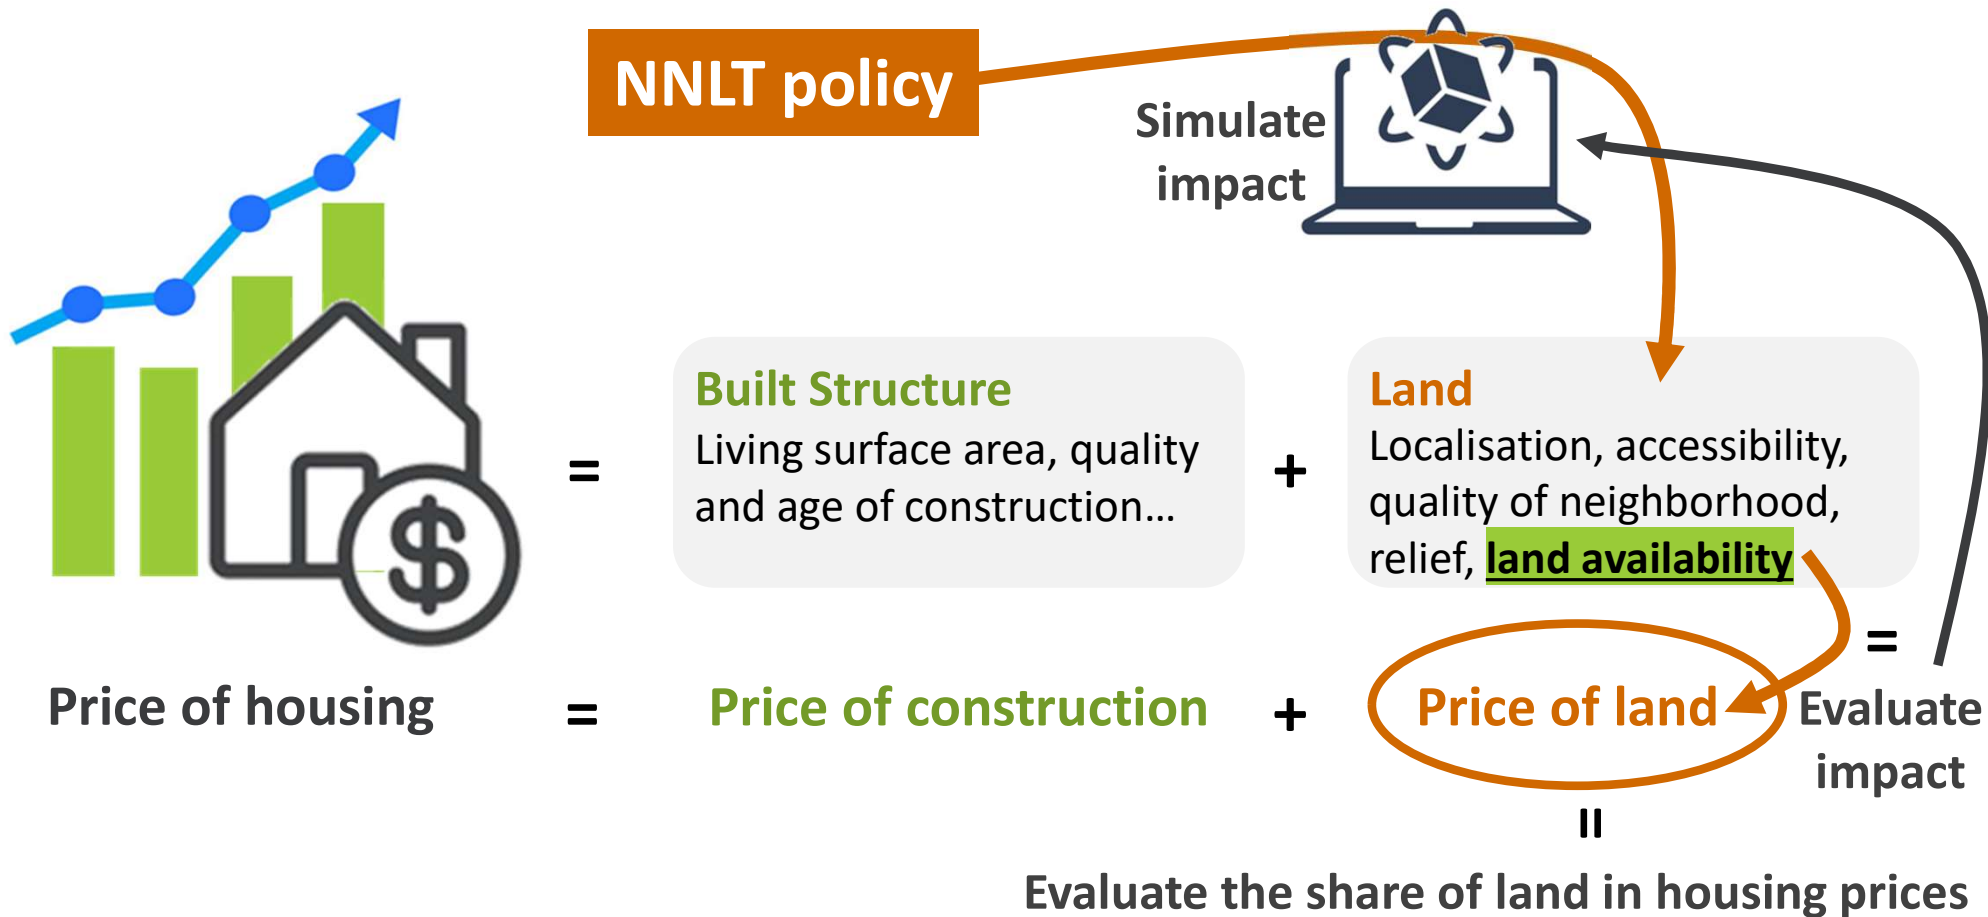 NNLT policy
Simulate
impact
Built Structure
Living surface area, quality
and age of construction...
Land
Localisation, accessibility,
quality of neighborhood,
relief, land availability
=
+
$
=
Price of housing
=
Price of construction
+
Price of land
Evaluate
impact
=
Evaluate the share of land in housing prices